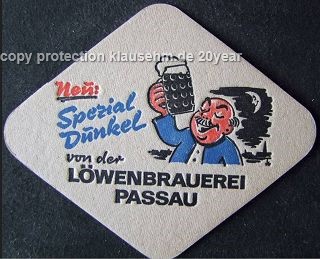 copy protection klausehm.de 20year
Neu:
Spezial
Dunkel
von der
LÖWENBRAUEREI
PASSAU